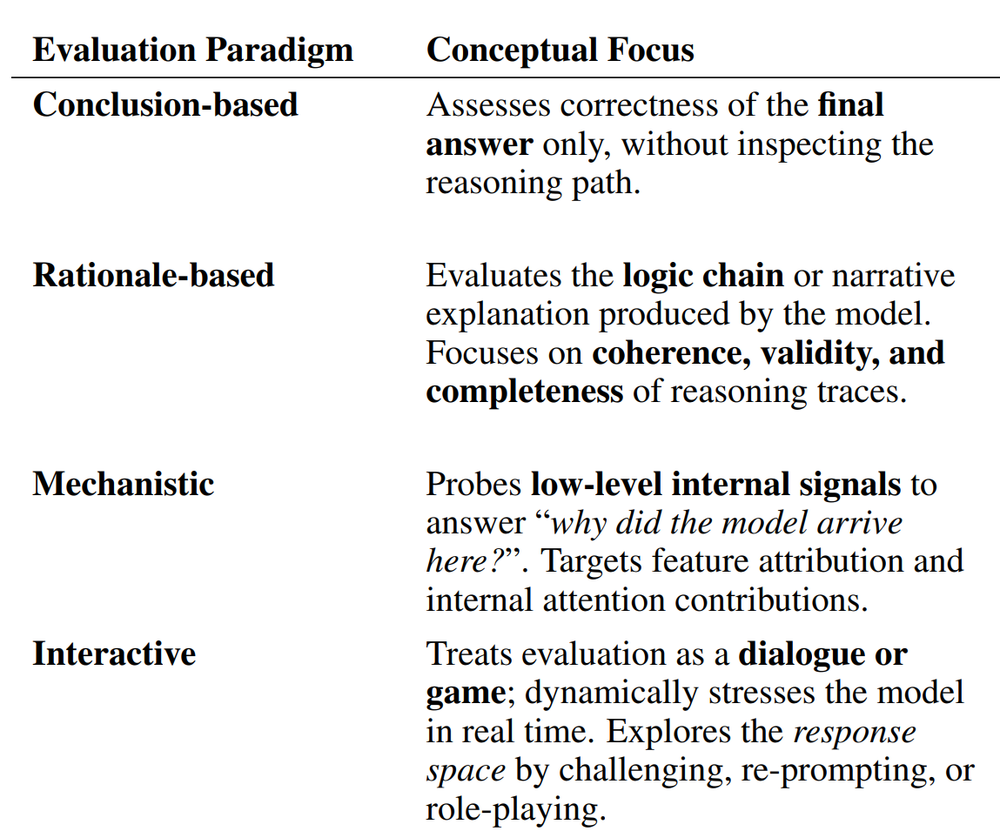 Evaluation Paradigm Conceptual Focus
Conclusion-based Assesses correctness of the final
answer only, without inspecting the
reasoning path.
Rationale-based Evaluates the logic chain or narrative
explanation produced by the model.
Focuses on coherence, validity, and
completeness of reasoning traces.
Mechanistic Probes low-level internal signals to
answer “why did the model arrive
here?”. Targets feature attribution and
internal attention contributions.
Interactive Treats evaluation as a dialogue or
game; dynamically stresses the model
in real time. Explores the response
space by challenging, re-prompting, or
role-playing.